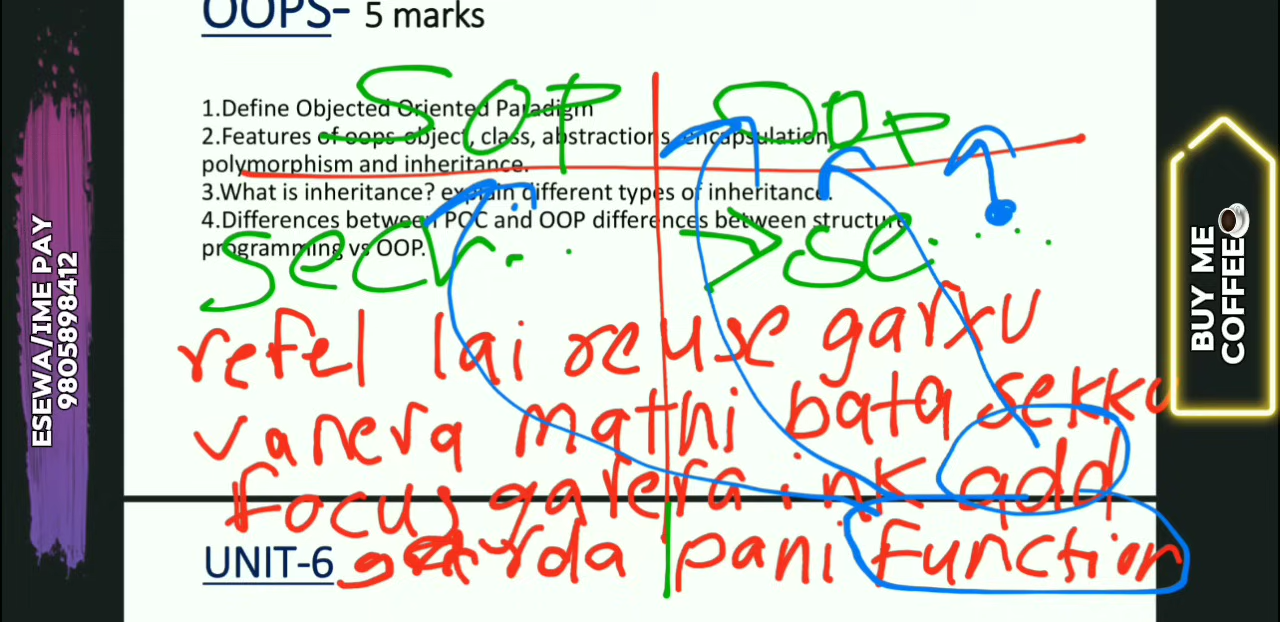 OOPS- 5 marks
SOP OOP
1.Define Objected Oriented Paradigm
2.Features of oops-object, class, abstractions, encapsulation,
polymorphism and inheritance.
3.What is inheritance? explain different types of inheritance.
4.Differences between POC and OOP differences between structure
programming vs OOP.
refel lai reuse garxu
vanera mathi bata sekku
focus garera ink add
garda pani function
UNIT-6
ESEWA/IME PAY
9805898412
BUY ME
COFFEE